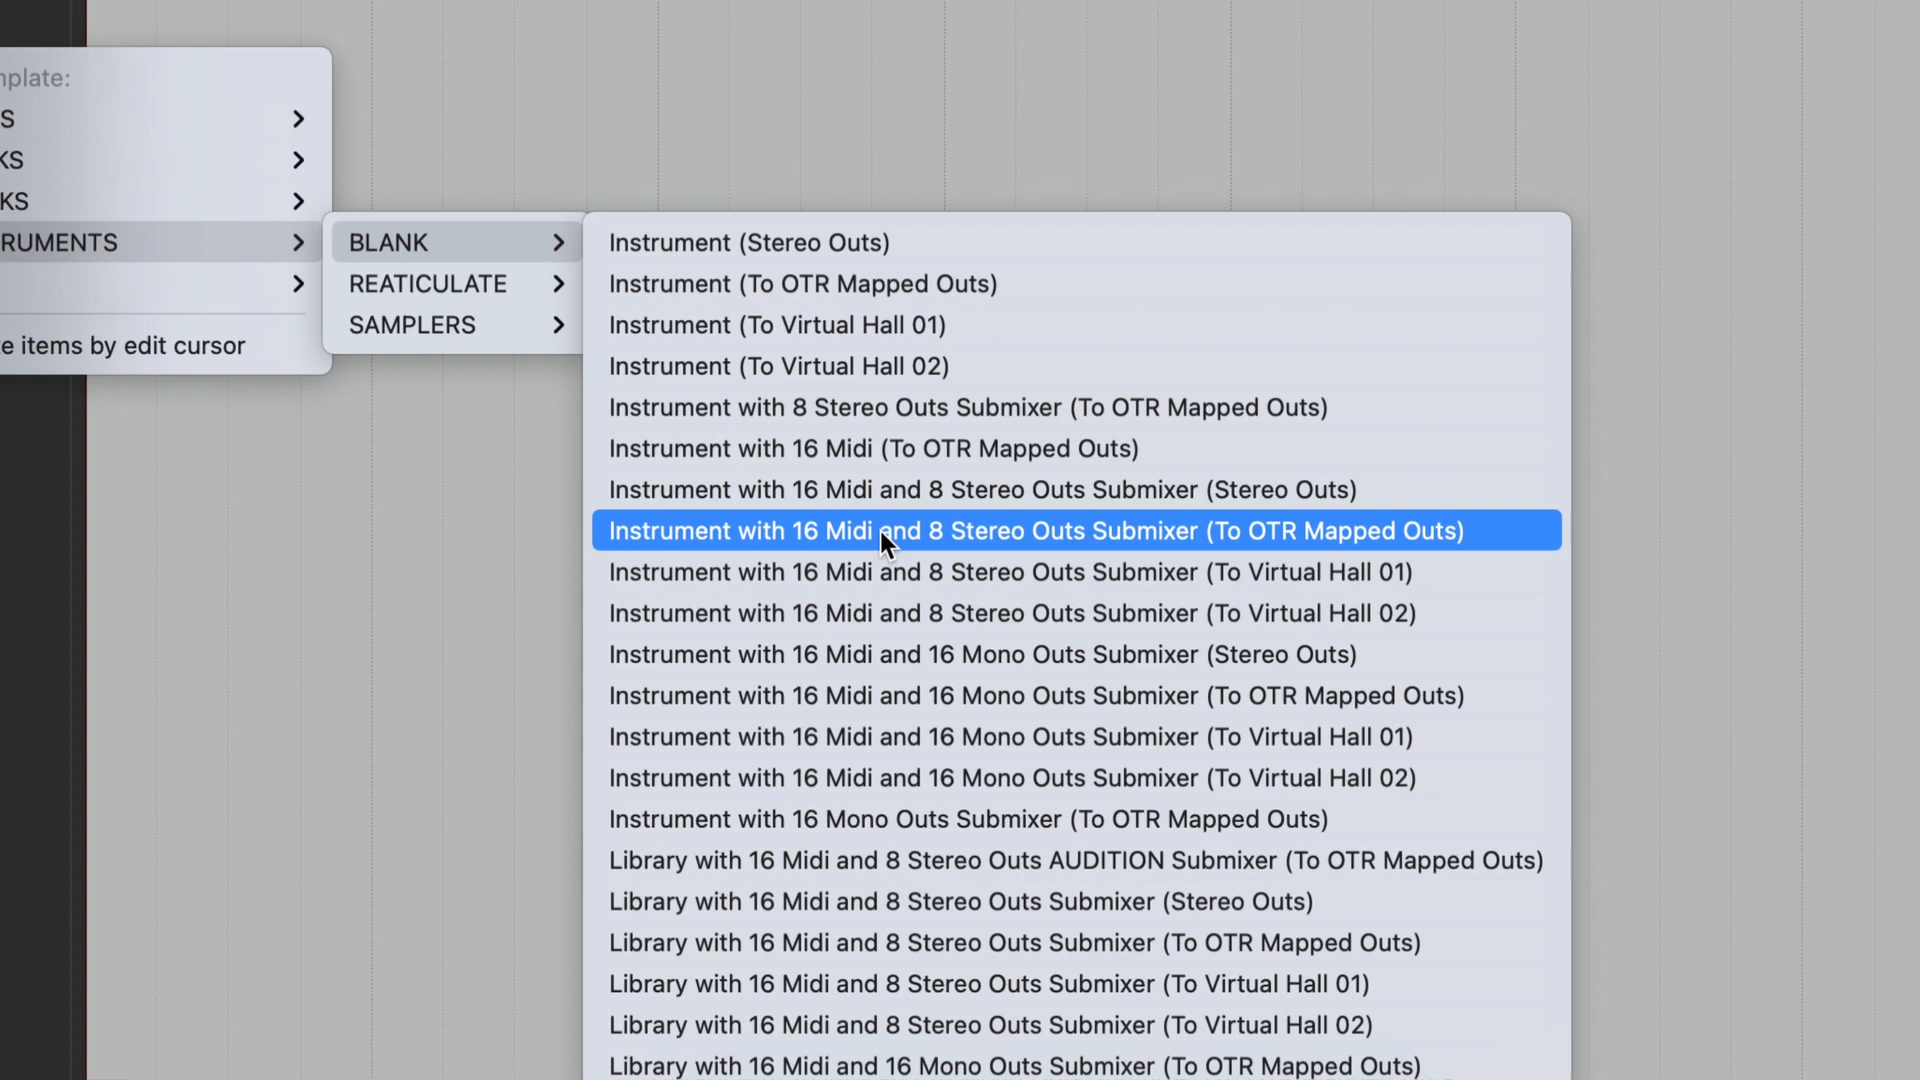 mplate:
S
KS
KS
RUMENTS
e items by edit cursor
BLANK
REATICULATE
SAMPLERS
Instrument (Stereo Outs)
Instrument (To OTR Mapped Outs)
Instrument (To Virtual Hall 01)
Instrument (To Virtual Hall 02)
Instrument with 8 Stereo Outs Submixer (To OTR Mapped Outs)
Instrument with 16 Midi (To OTR Mapped Outs)
Instrument with 16 Midi and 8 Stereo Outs Submixer (Stereo Outs)
Instrument with 16 Midi and 8 Stereo Outs Submixer (To OTR Mapped Outs)
Instrument with 16 Midi and 8 Stereo Outs Submixer (To Virtual Hall 01)
Instrument with 16 Midi and 8 Stereo Outs Submixer (To Virtual Hall 02)
Instrument with 16 Midi and 16 Mono Outs Submixer (Stereo Outs)
Instrument with 16 Midi and 16 Mono Outs Submixer (To OTR Mapped Outs)
Instrument with 16 Midi and 16 Mono Outs Submixer (To Virtual Hall 01)
Instrument with 16 Midi and 16 Mono Outs Submixer (To Virtual Hall 02)
Instrument with 16 Mono Outs Submixer (To OTR Mapped Outs)
Library with 16 Midi and 8 Stereo Outs AUDITION Submixer (To OTR Mapped Outs)
Library with 16 Midi and 8 Stereo Outs Submixer (Stereo Outs)
Library with 16 Midi and 8 Stereo Outs Submixer (To OTR Mapped Outs)
Library with 16 Midi and 8 Stereo Outs Submixer (To Virtual Hall 01)
Library with 16 Midi and 8 Stereo Outs Submixer (To Virtual Hall 02)
Library with 16 Midi and 16 Mono Outs Submixer (To OTR Mapped Outs)